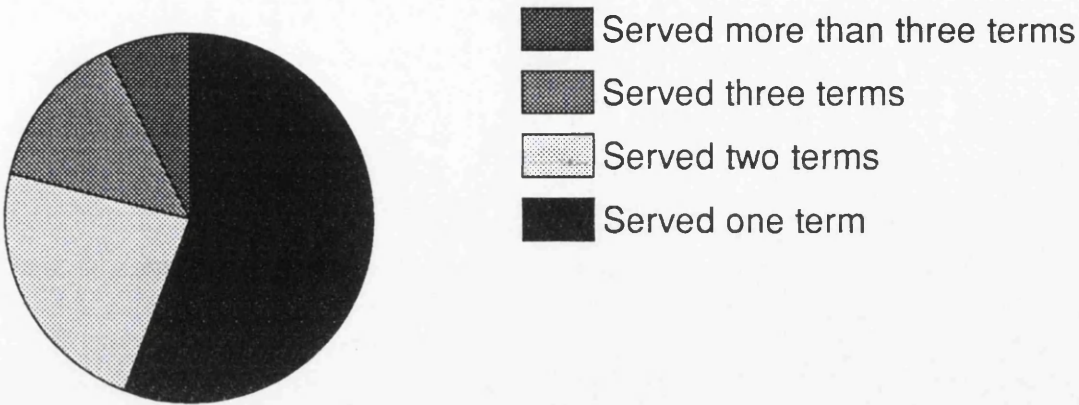 Served more than three terms
Served three terms
Served two terms
Served one term